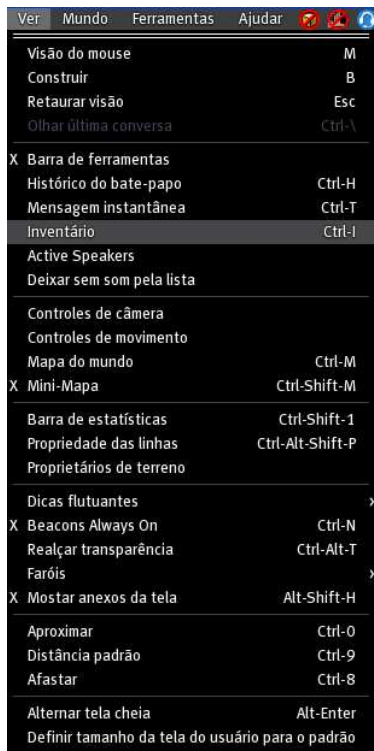 Ver Mundo Ferramentas Ajudar
Visão do mouse M
Construir B
Retaurar visão Esc
Olhar última conversa Ctrl-\
X Barra de ferramentas
Histórico do bate-papo Ctrl-H
Mensagem instantânea Ctrl-T
Inventário Ctrl-I
Active Speakers
Deixar sem som pela lista
Controles de câmera
Controles de movimento
Mapa do mundo Ctrl-M
X Mini-Mapa Ctrl-Shift-M
Barra de estatísticas Ctrl-Shift-1
Propriedade das linhas Ctrl-Alt-Shift-P
Proprietários de terreno
Dicas flutuantes ›
X Beacons Always On Ctrl-N
Realçar transparência Ctrl-Alt-T
Faróis ›
X Mostar anexos da tela Alt-Shift-H
Aproximar Ctrl-0
Distância padrão Ctrl-9
Afastar Ctrl-8
Alternar tela cheia Alt-Enter
Definir tamanho da tela do usuário para o padrão